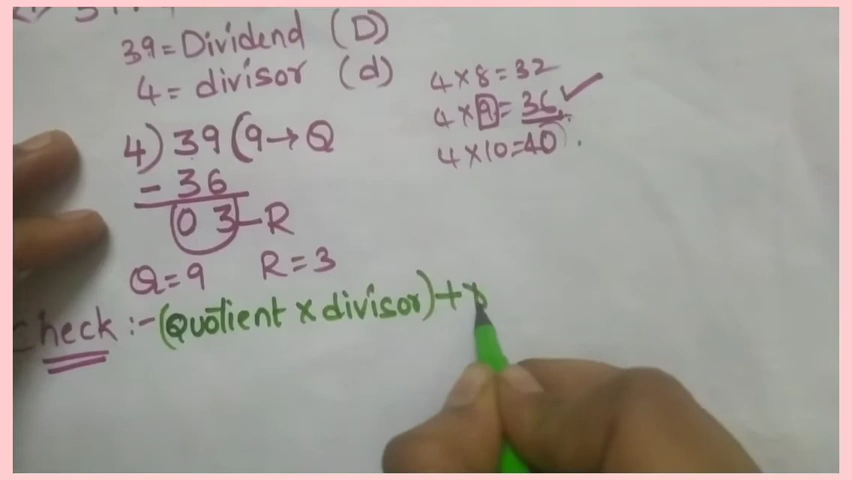 39 = Dividend (D)
4 = divisor (d)
4 × 8 = 32
4 × 9 = 36 ✓
4 × 10 = 40
4) 39 (9 → Q
- 36
03 - R
Q = 9 R = 3
Check :- (Quotient × divisor) +